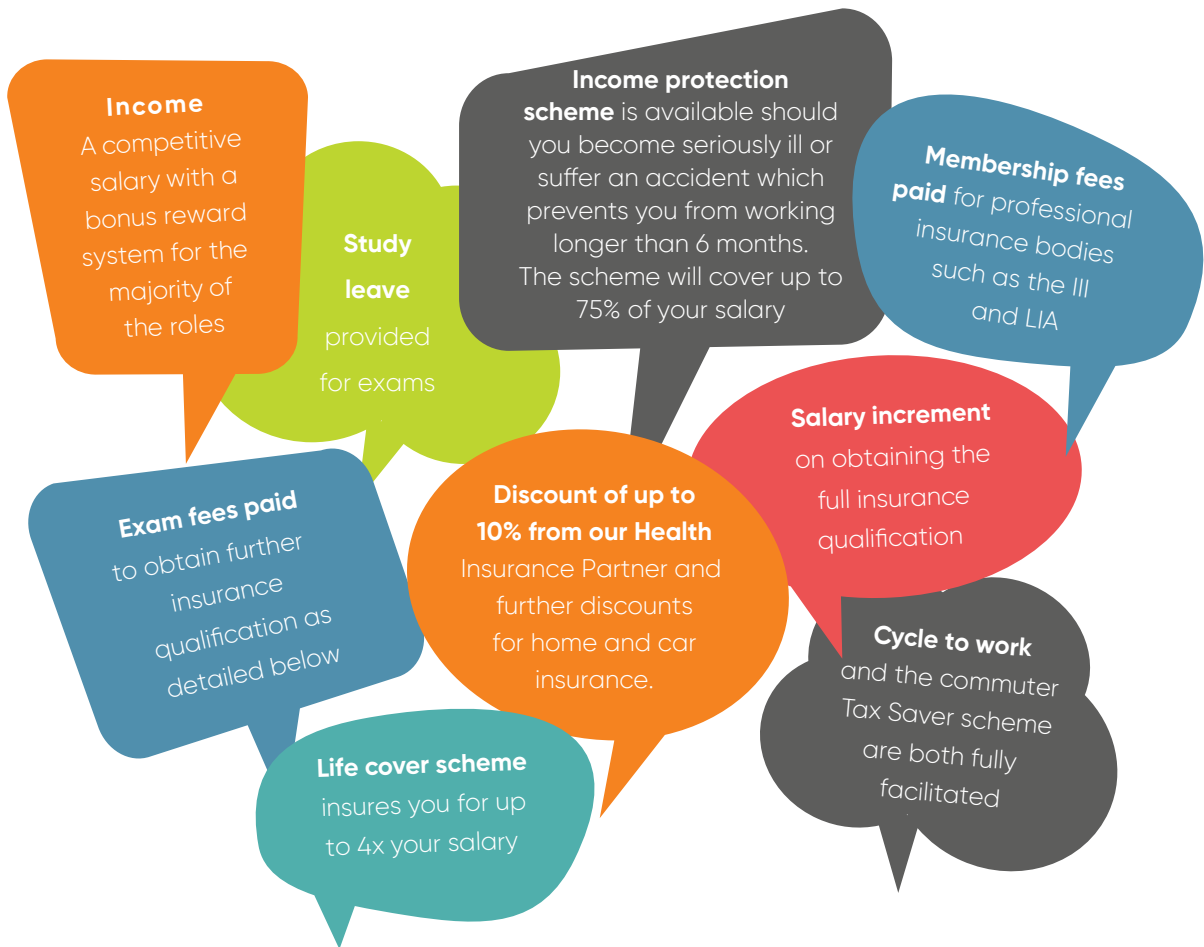 Income
A competitive
salary with a
bonus reward
system for the
majority of
the roles
Study
leave
provided
for exams
Income protection
scheme is available should
you become seriously ill or
suffer an accident which
prevents you from working
longer than 6 months.
The scheme will cover up to
75% of your salary
Membership fees
paid for professional
insurance bodies
such as the III
and LIA
Exam fees paid
to obtain further
insurance
qualification as
detailed below
Discount of up to
10% from our Health
Insurance Partner and
further discounts
for home and car
insurance.
Salary increment
on obtaining the
full insurance
qualification
Life cover scheme
insures you for up
to 4x your salary
Cycle to work
and the commuter
Tax Saver scheme
are both fully
facilitated